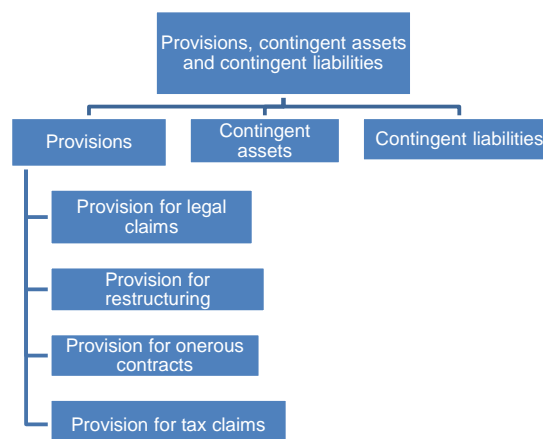 Provisions, contingent assets
and contingent liabilities
Provisions
Contingent
assets
Contingent liabilities
Provision for legal
claims
Provision for
restructuring
Provision for onerous
contracts
Provision for tax claims